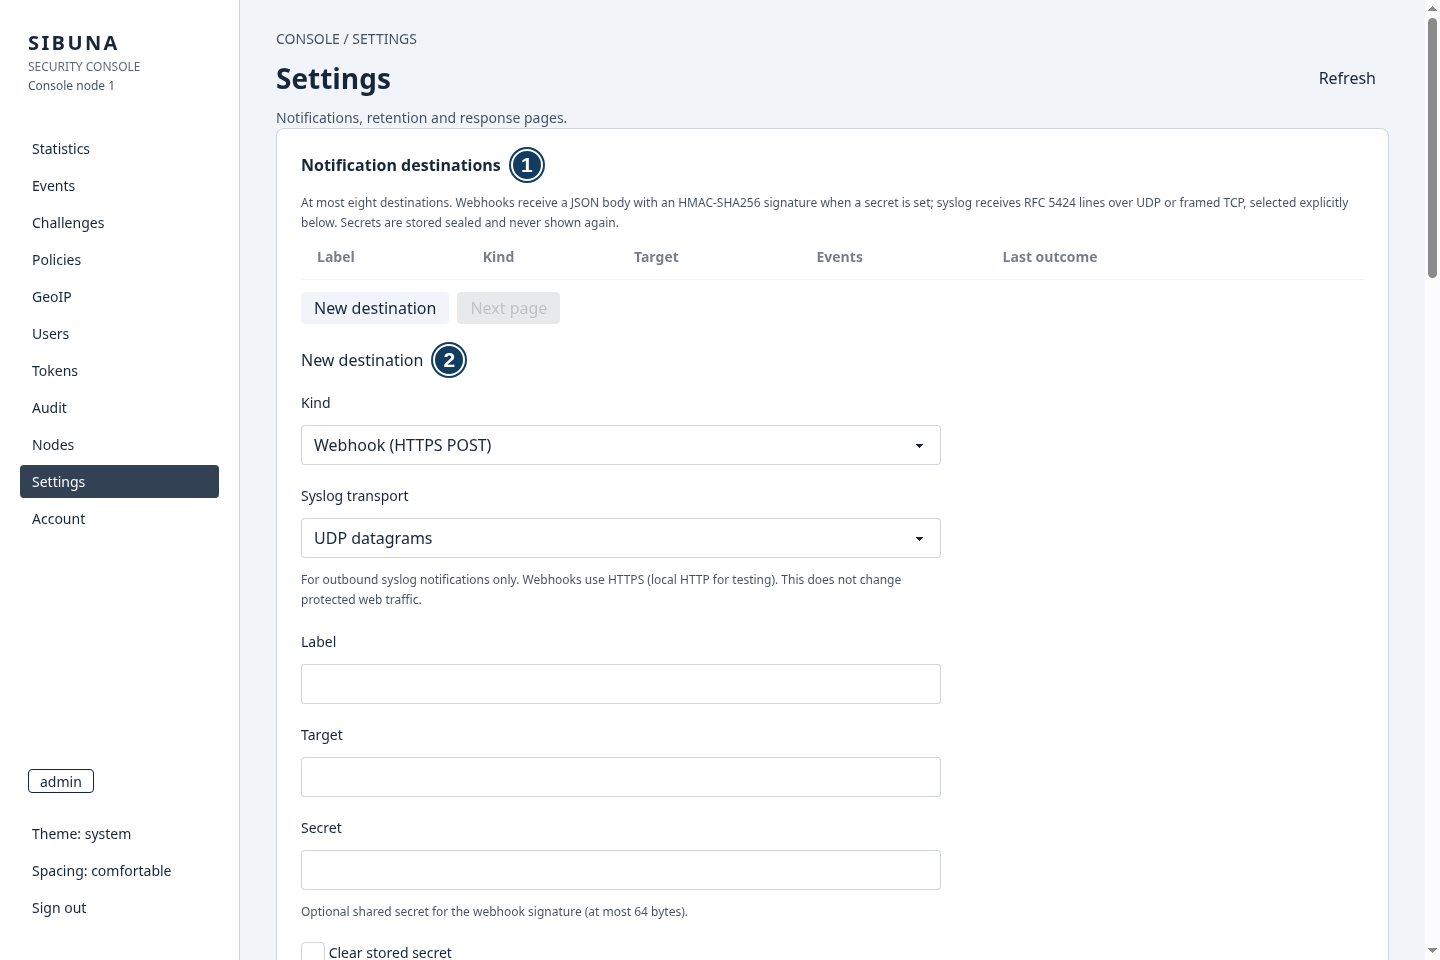 SIBUNA
SECURITY CONSOLE
Console node 1
Statistics
Events
Challenges
Policies
GeoIP
Users
Tokens
Audit
Nodes
Settings
Account
admin
Theme: system
Spacing: comfortable
Sign out
CONSOLE / SETTINGS
Settings
Refresh
Notifications, retention and response pages.
Notification destinations 1
At most eight destinations. Webhooks receive a JSON body with an HMAC-SHA256 signature when a secret is set; syslog receives RFC 5424 lines over UDP or framed TCP, selected explicitly
below. Secrets are stored sealed and never shown again.
Label Kind Target Events Last outcome
New destination Next page
New destination 2
Kind
Webhook (HTTPS POST)
Syslog transport
UDP datagrams
For outbound syslog notifications only. Webhooks use HTTPS (local HTTP for testing). This does not change
protected web traffic.
Label
Target
Secret
Optional shared secret for the webhook signature (at most 64 bytes).
Clear stored secret